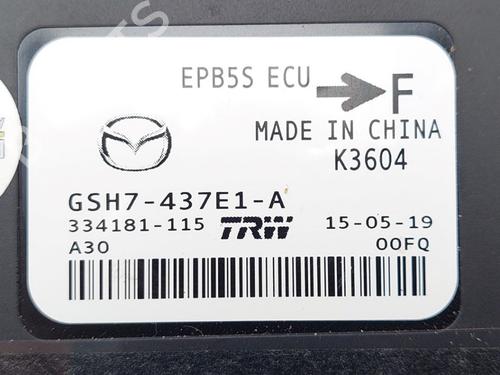 EPB5S ECU
F
MADE IN CHINA
K3604
GSH7-437E1-A
334181-115 TRW 15-05-19
A30 00FQ